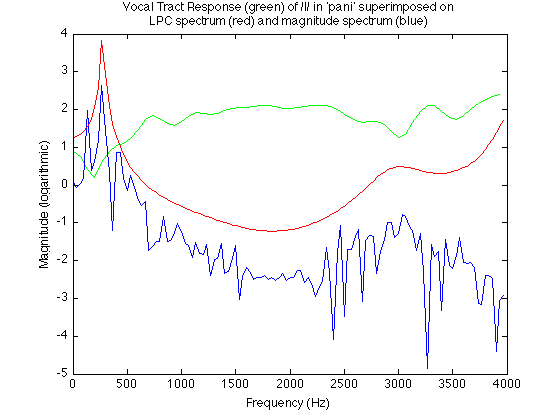 Vocal Tract Response (green) of /I/ in 'pani' superimposed on
LPC spectrum (red) and magnitude spectrum (blue)
4
3
2
1
0
-1
-2
-3
-4
-5
Magnitude (logarithmic)
0 500 1000 1500 2000 2500 3000 3500 4000
Frequency (Hz)